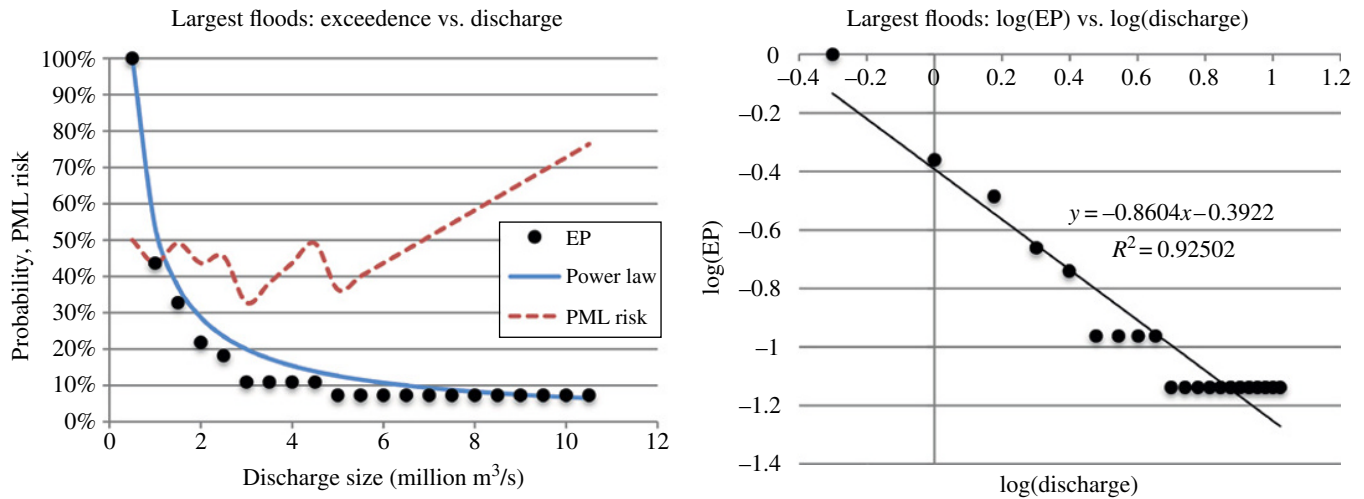 Largest floods: exceedence vs. discharge
100%
90%
80%
70%
60%
50%
40%
30%
20%
10%
0%
Probability, PML risk
EP
Power law
PML risk
0 2 4 6 8 10 12
Discharge size (million m³/s)
Largest floods: log(EP) vs. log(discharge)
0
−0.4 −0.2 0 0.2 0.4 0.6 0.8 1 1.2
−0.2
−0.4
−0.6
−0.8
−1
−1.2
−1.4
log(EP)
y = −0.8604x−0.3922
R² = 0.92502
log(discharge)